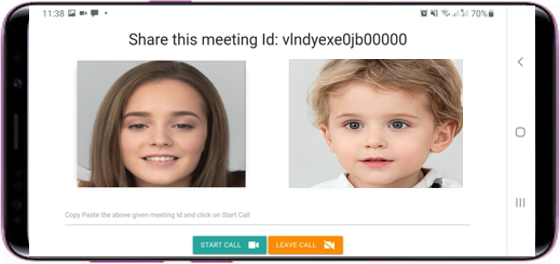 11:38
70%
Share this meeting Id: vlndyexe0jb00000
Copy Paste the above given meeting Id and click on Start Call
START CALL
LEAVE CALL